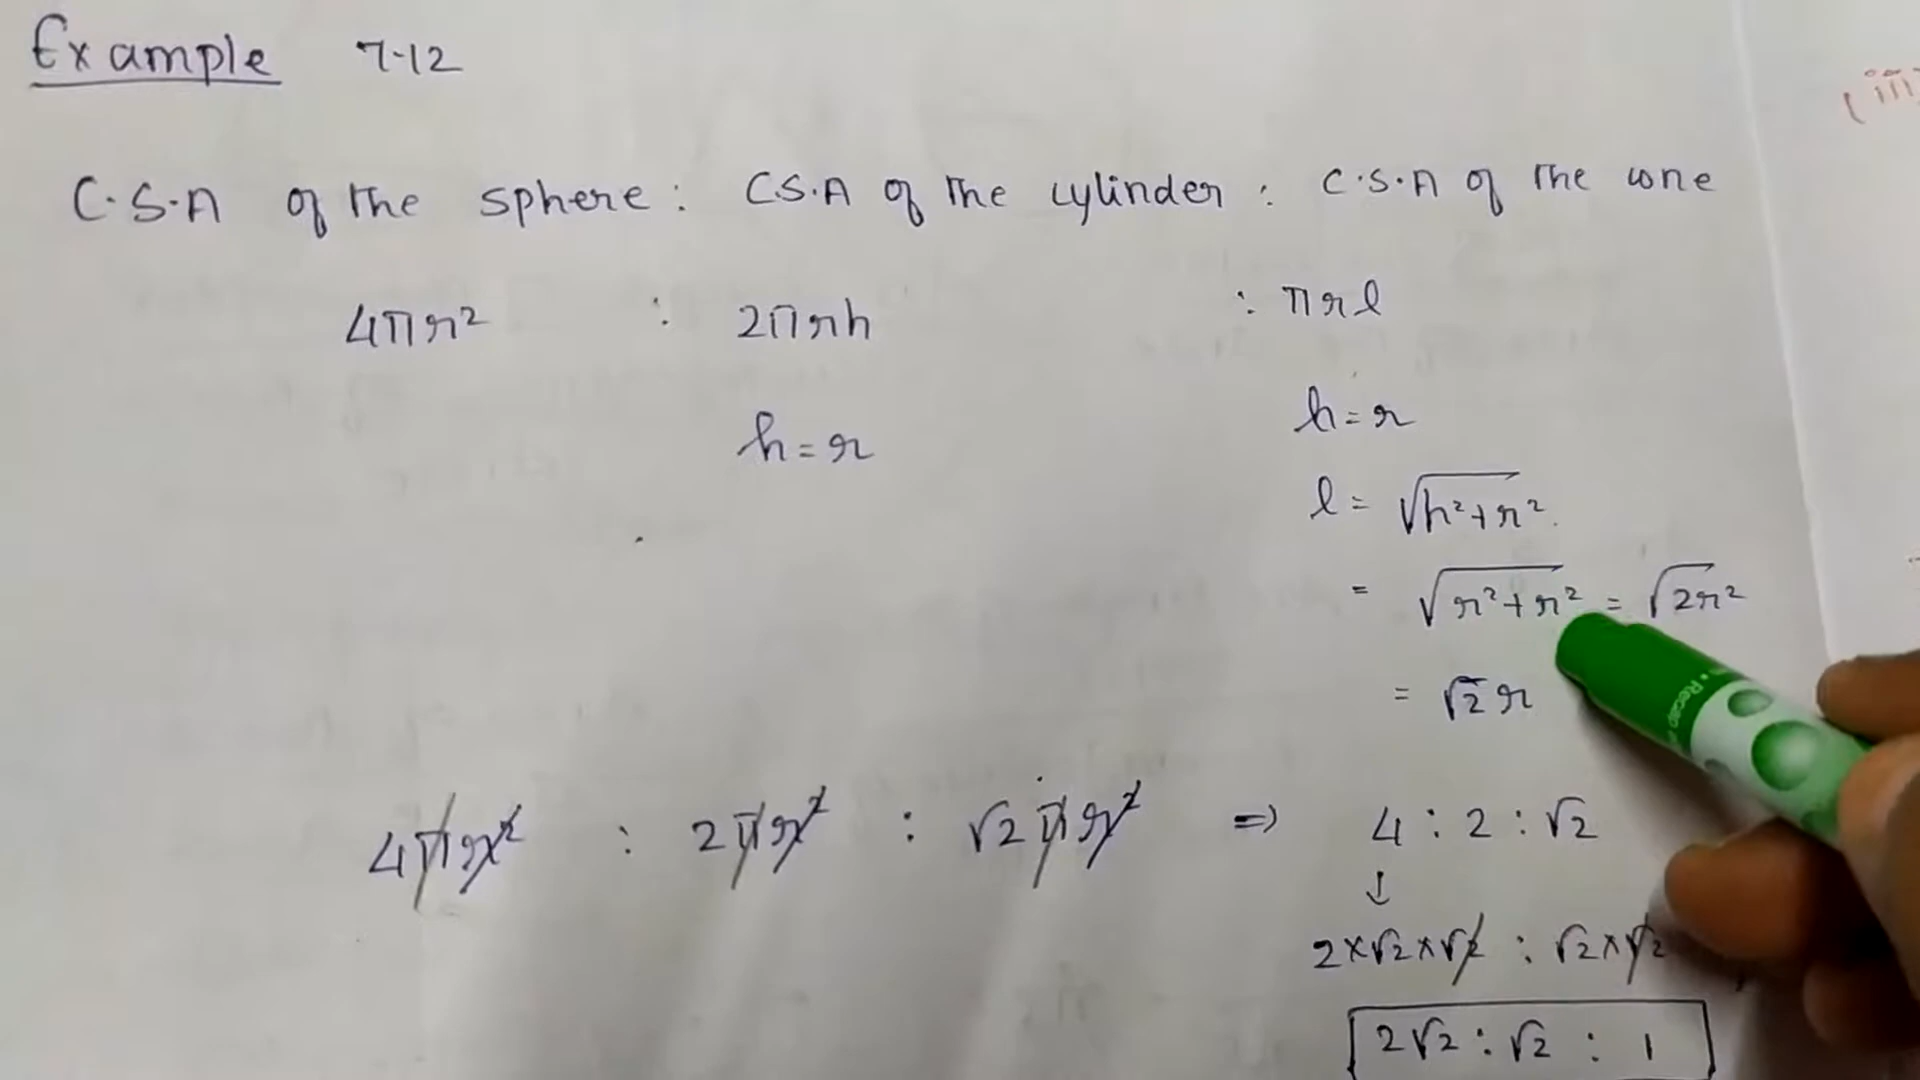 Example 7.12
C.S.A of the sphere : C.S.A of the cylinder : C.S.A of the cone
4πr² : 2πrh : πrl
h = r h = r
l = √h²+r²
= √r²+r² = √2r²
= √2 r
4πr² : 2πr² : √2πr² ⇒ 4 : 2 : √2
↓
2×√2×√2 : √2×√2
2√2 : √2 : 1
(iii)